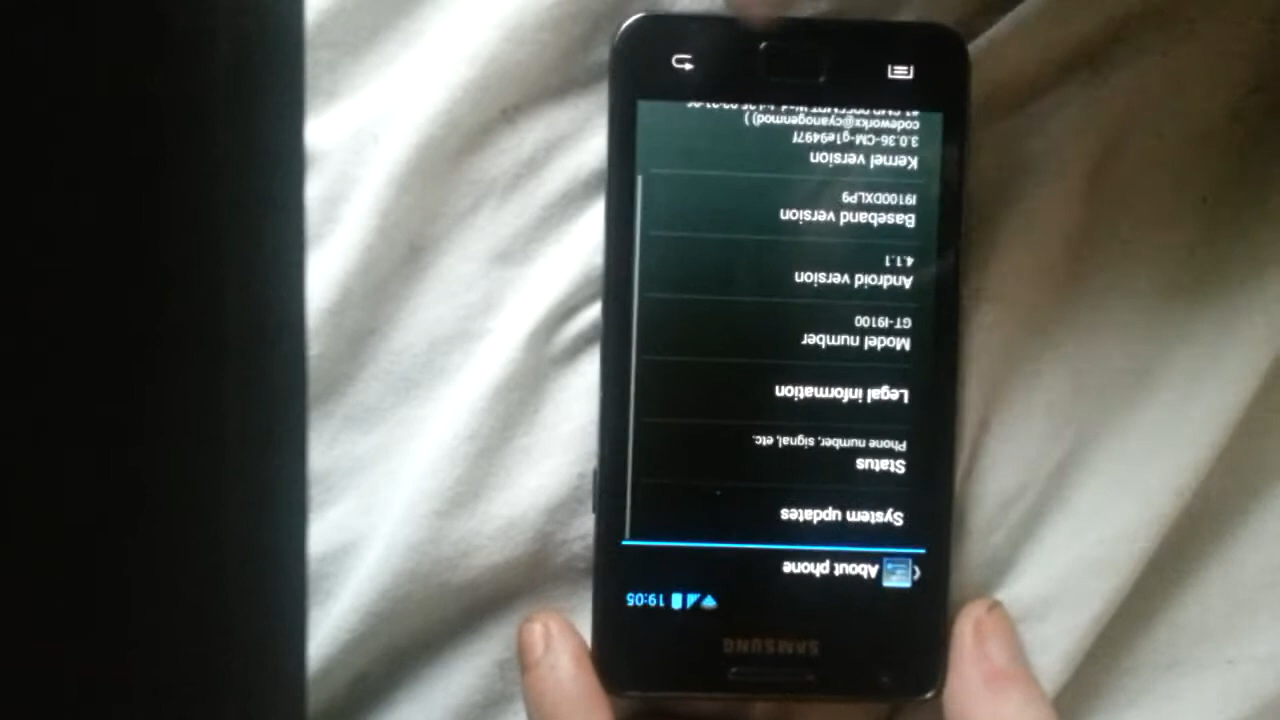 SAMSUNG
19:05
About phone
System updates
Status
Phone number, signal, etc.
Legal information
Model number
GT-I9100
Android version
4.1.1
Baseband version
I9100DXLP9
Kernel version
3.0.36-CM-g1e9497f
codeworkx@cyanogenmod) )